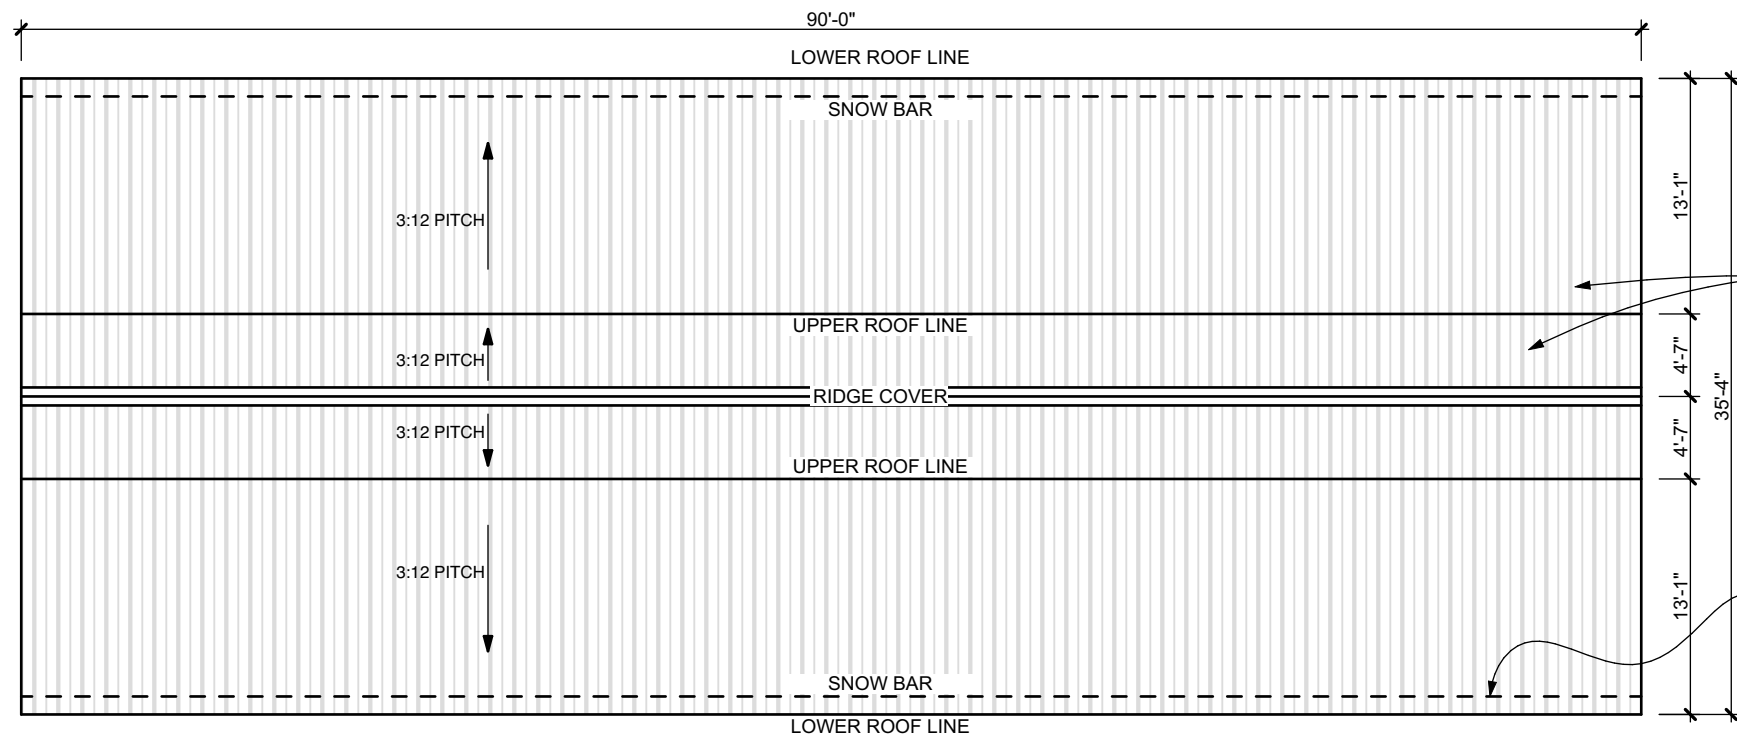 90'-0"
LOWER ROOF LINE
SNOW BAR
13'-1"
3:12 PITCH
UPPER ROOF LINE
3:12 PITCH
4'-7"
RIDGE COVER
35'-4"
3:12 PITCH
4'-7"
UPPER ROOF LINE
3:12 PITCH
13'-1"
SNOW BAR
LOWER ROOF LINE